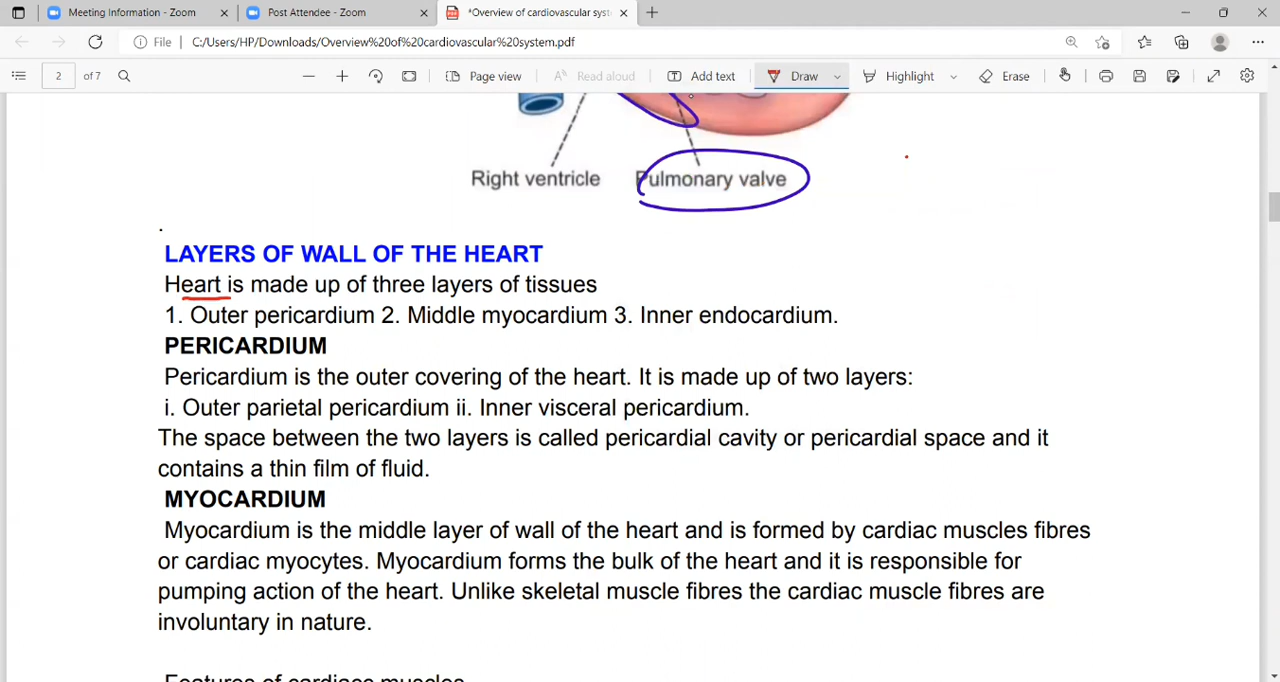 Meeting Information - Zoom
Post Attendee - Zoom
*Overview of cardiovascular syst
File
C:/Users/HP/Downloads/Overview%20of%20cardiovascular%20system.pdf
2 of 7
Page view
Read aloud
Add text
Draw
Highlight
Erase
Right ventricle
Pulmonary valve
.
LAYERS OF WALL OF THE HEART
Heart is made up of three layers of tissues
1. Outer pericardium 2. Middle myocardium 3. Inner endocardium.
PERICARDIUM
Pericardium is the outer covering of the heart. It is made up of two layers:
i. Outer parietal pericardium ii. Inner visceral pericardium.
The space between the two layers is called pericardial cavity or pericardial space and it
contains a thin film of fluid.
MYOCARDIUM
Myocardium is the middle layer of wall of the heart and is formed by cardiac muscles fibres
or cardiac myocytes. Myocardium forms the bulk of the heart and it is responsible for
pumping action of the heart. Unlike skeletal muscle fibres the cardiac muscle fibres are
involuntary in nature.
Features of cardiacs muscles